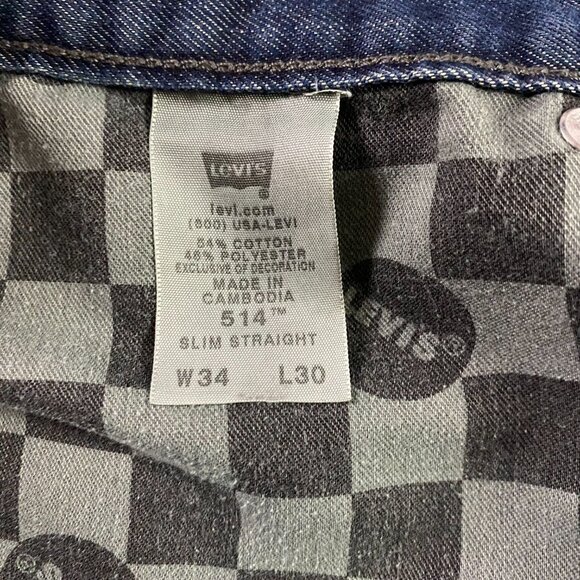 LEVI'S
®
levi.com
(800) USA-LEVI
54% COTTON
46% POLYESTER
EXCLUSIVE OF DECORATION
MADE IN
CAMBODIA
514™
SLIM STRAIGHT
W34 L30
LEVI'S®
®